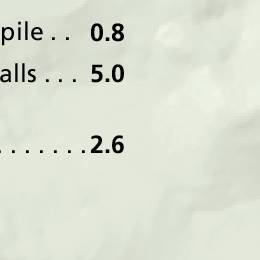 pile . . 0.8
alls . . . 5.0
. . . . . . . 2.6